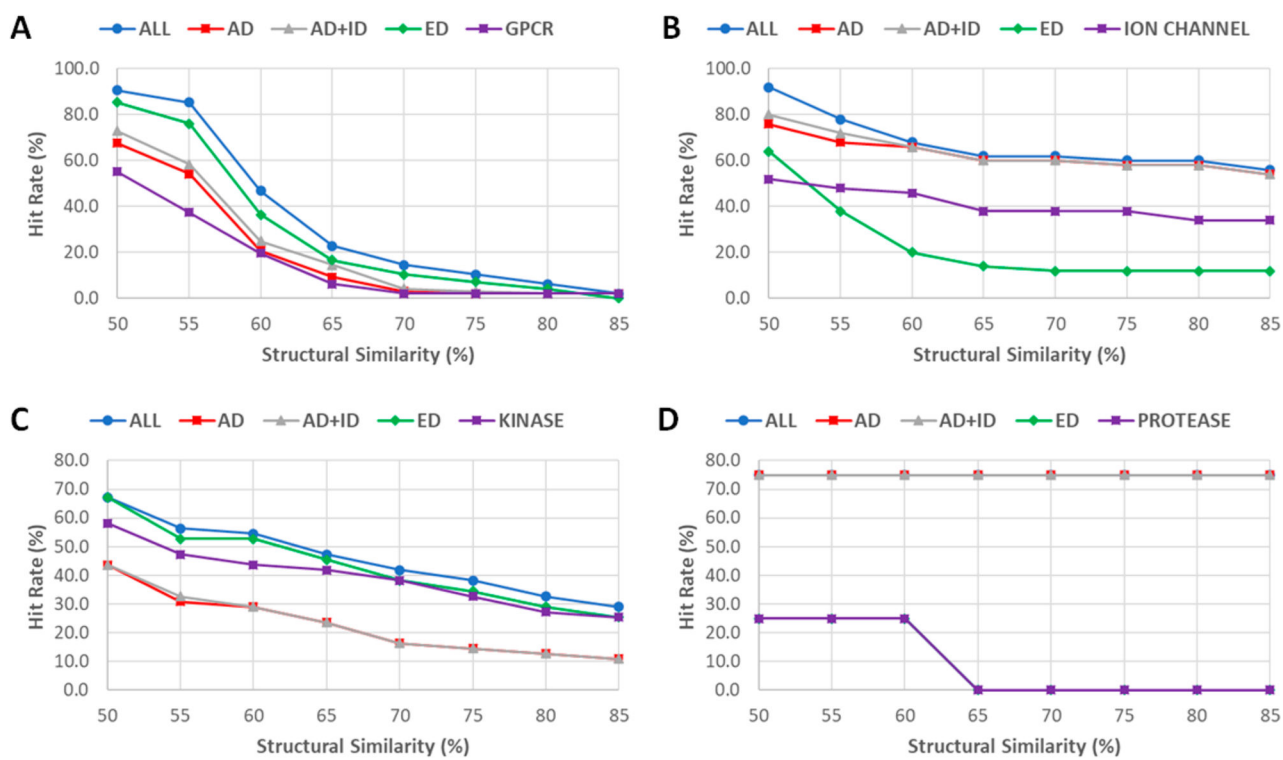 A
ALL AD AD+ID ED GPCR
100.0
80.0
60.0
40.0
20.0
0.0
Hit Rate (%)
50 55 60 65 70 75 80 85
Structural Similarity (%)
B
ALL AD AD+ID ED ION CHANNEL
100.0
80.0
60.0
40.0
20.0
0.0
Hit Rate (%)
50 55 60 65 70 75 80 85
Structural Similarity (%)
C
ALL AD AD+ID ED KINASE
80.0
70.0
60.0
50.0
40.0
30.0
20.0
10.0
0.0
Hit Rate (%)
50 55 60 65 70 75 80 85
Structural Similarity (%)
D
ALL AD AD+ID ED PROTEASE
80.0
70.0
60.0
50.0
40.0
30.0
20.0
10.0
0.0
Hit Rate (%)
50 55 60 65 70 75 80 85
Structural Similarity (%)